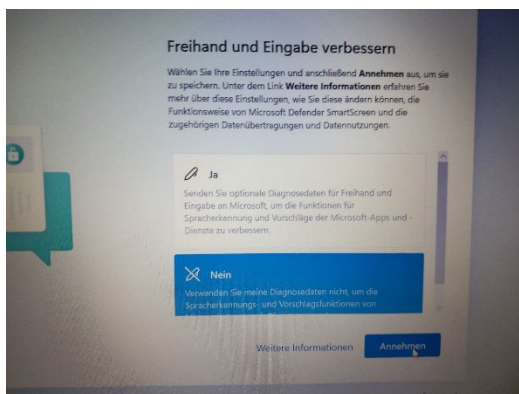 Freihand und Eingabe verbessern
Wählen Sie Ihre Einstellungen und anschließend Annehmen aus, um sie
zu speichern. Unter dem Link Weitere Informationen erfahren Sie
mehr über diese Einstellungen, wie Sie diese ändern können, die
Funktionsweise von Microsoft Defender SmartScreen und die
zugehörigen Datenübertragungen und Datennutzungen.
Ja
Senden Sie optionale Diagnosedaten für Freihand und
Eingabe an Microsoft, um die Funktionen für
Spracherkennung und Vorschläge der Microsoft-Apps und -
Dienste zu verbessern.
Nein
Verwenden Sie meine Diagnosedaten nicht, um die
Spracherkennungs- und Vorschlagsfunktionen von
Weitere Informationen
Annehmen